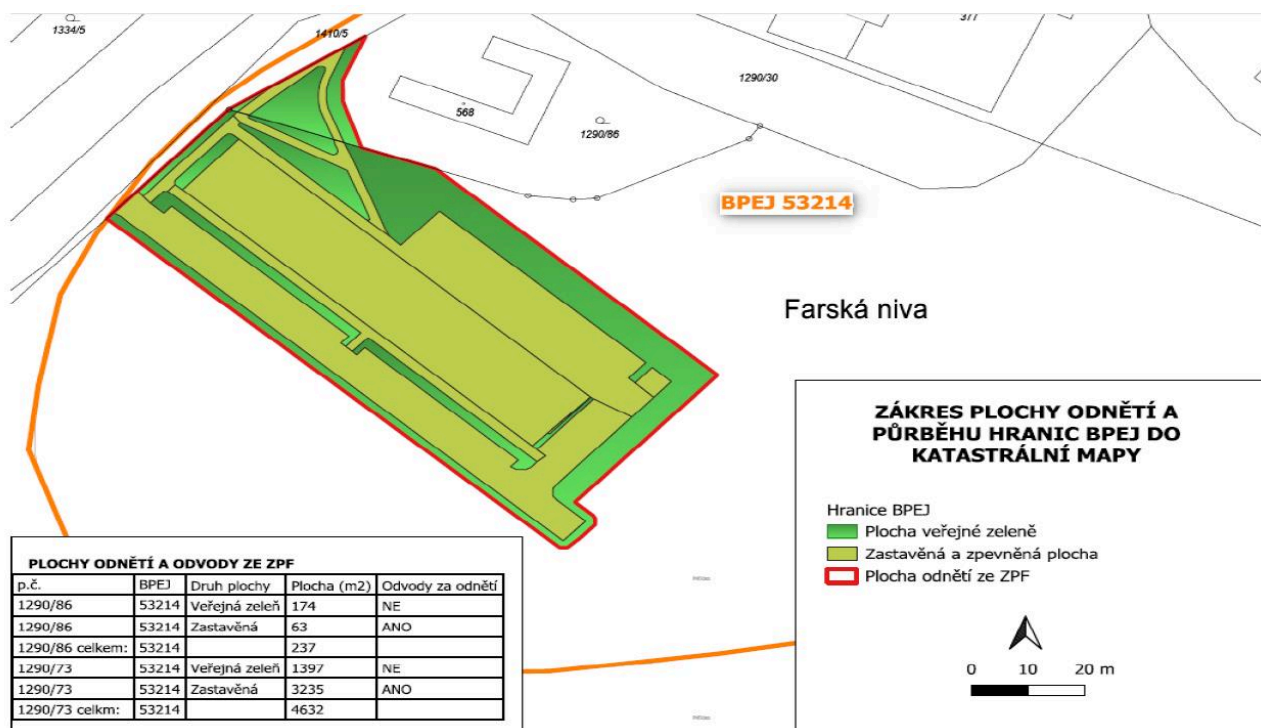 1334/5
1410/5
377
1290/30
568
1290/86
BPEJ 53214
Farská niva
ZÁKRES PLOCHY ODNĚTÍ A
PŮRBĚHU HRANIC BPEJ DO
KATASTRÁLNÍ MAPY
Hranice BPEJ
Plocha veřejné zeleně
Zastavěná a zpevněná plocha
Plocha odnětí ze ZPF
0 10 20 m
PLOCHY ODNĚTÍ A ODVODY ZE ZPF
p.č. BPEJ Druh plochy Plocha (m2) Odvody za odnětí
1290/86 53214 Veřejná zeleň 174 NE
1290/86 53214 Zastavěná 63 ANO
1290/86 celkem: 53214 237
1290/73 53214 Veřejná zeleň 1397 NE
1290/73 53214 Zastavěná 3235 ANO
1290/73 celkm: 53214 4632